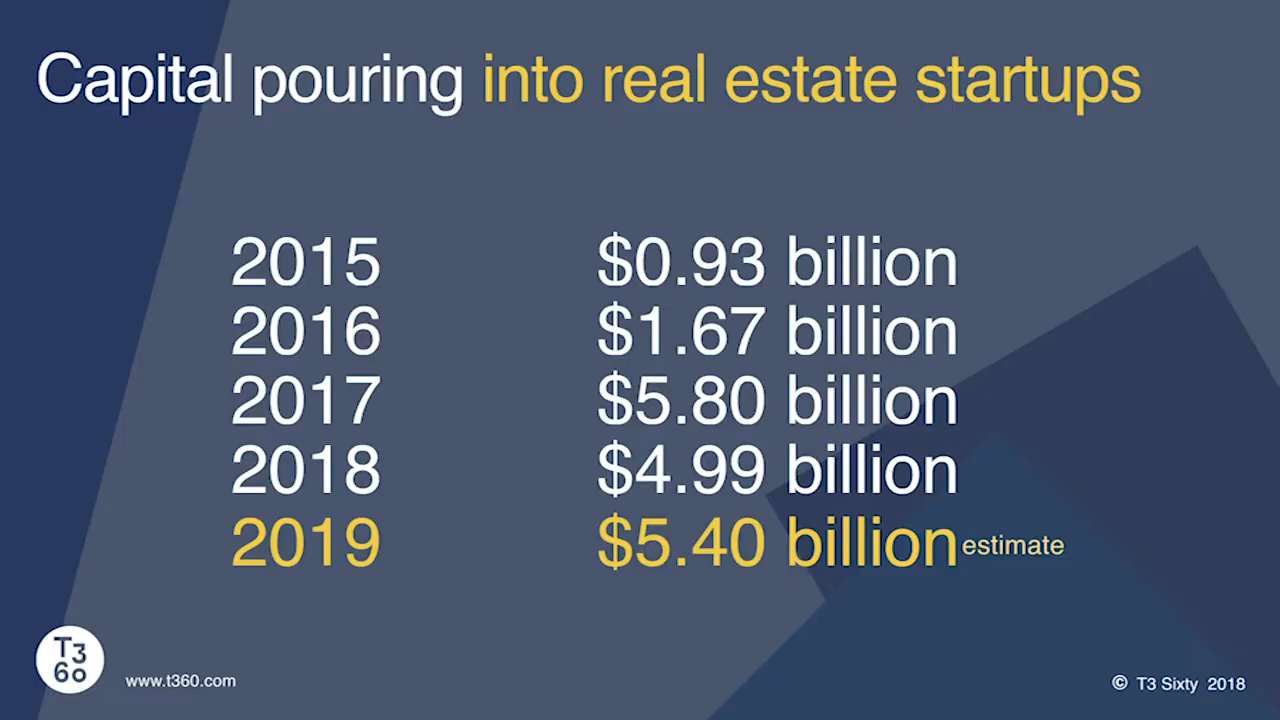 Capital pouring into real estate startups
2015 $0.93 billion
2016 $1.67 billion
2017 $5.80 billion
2018 $4.99 billion
2019 $5.40 billion estimate
T3
60
www.t360.com
© T3 Sixty 2018